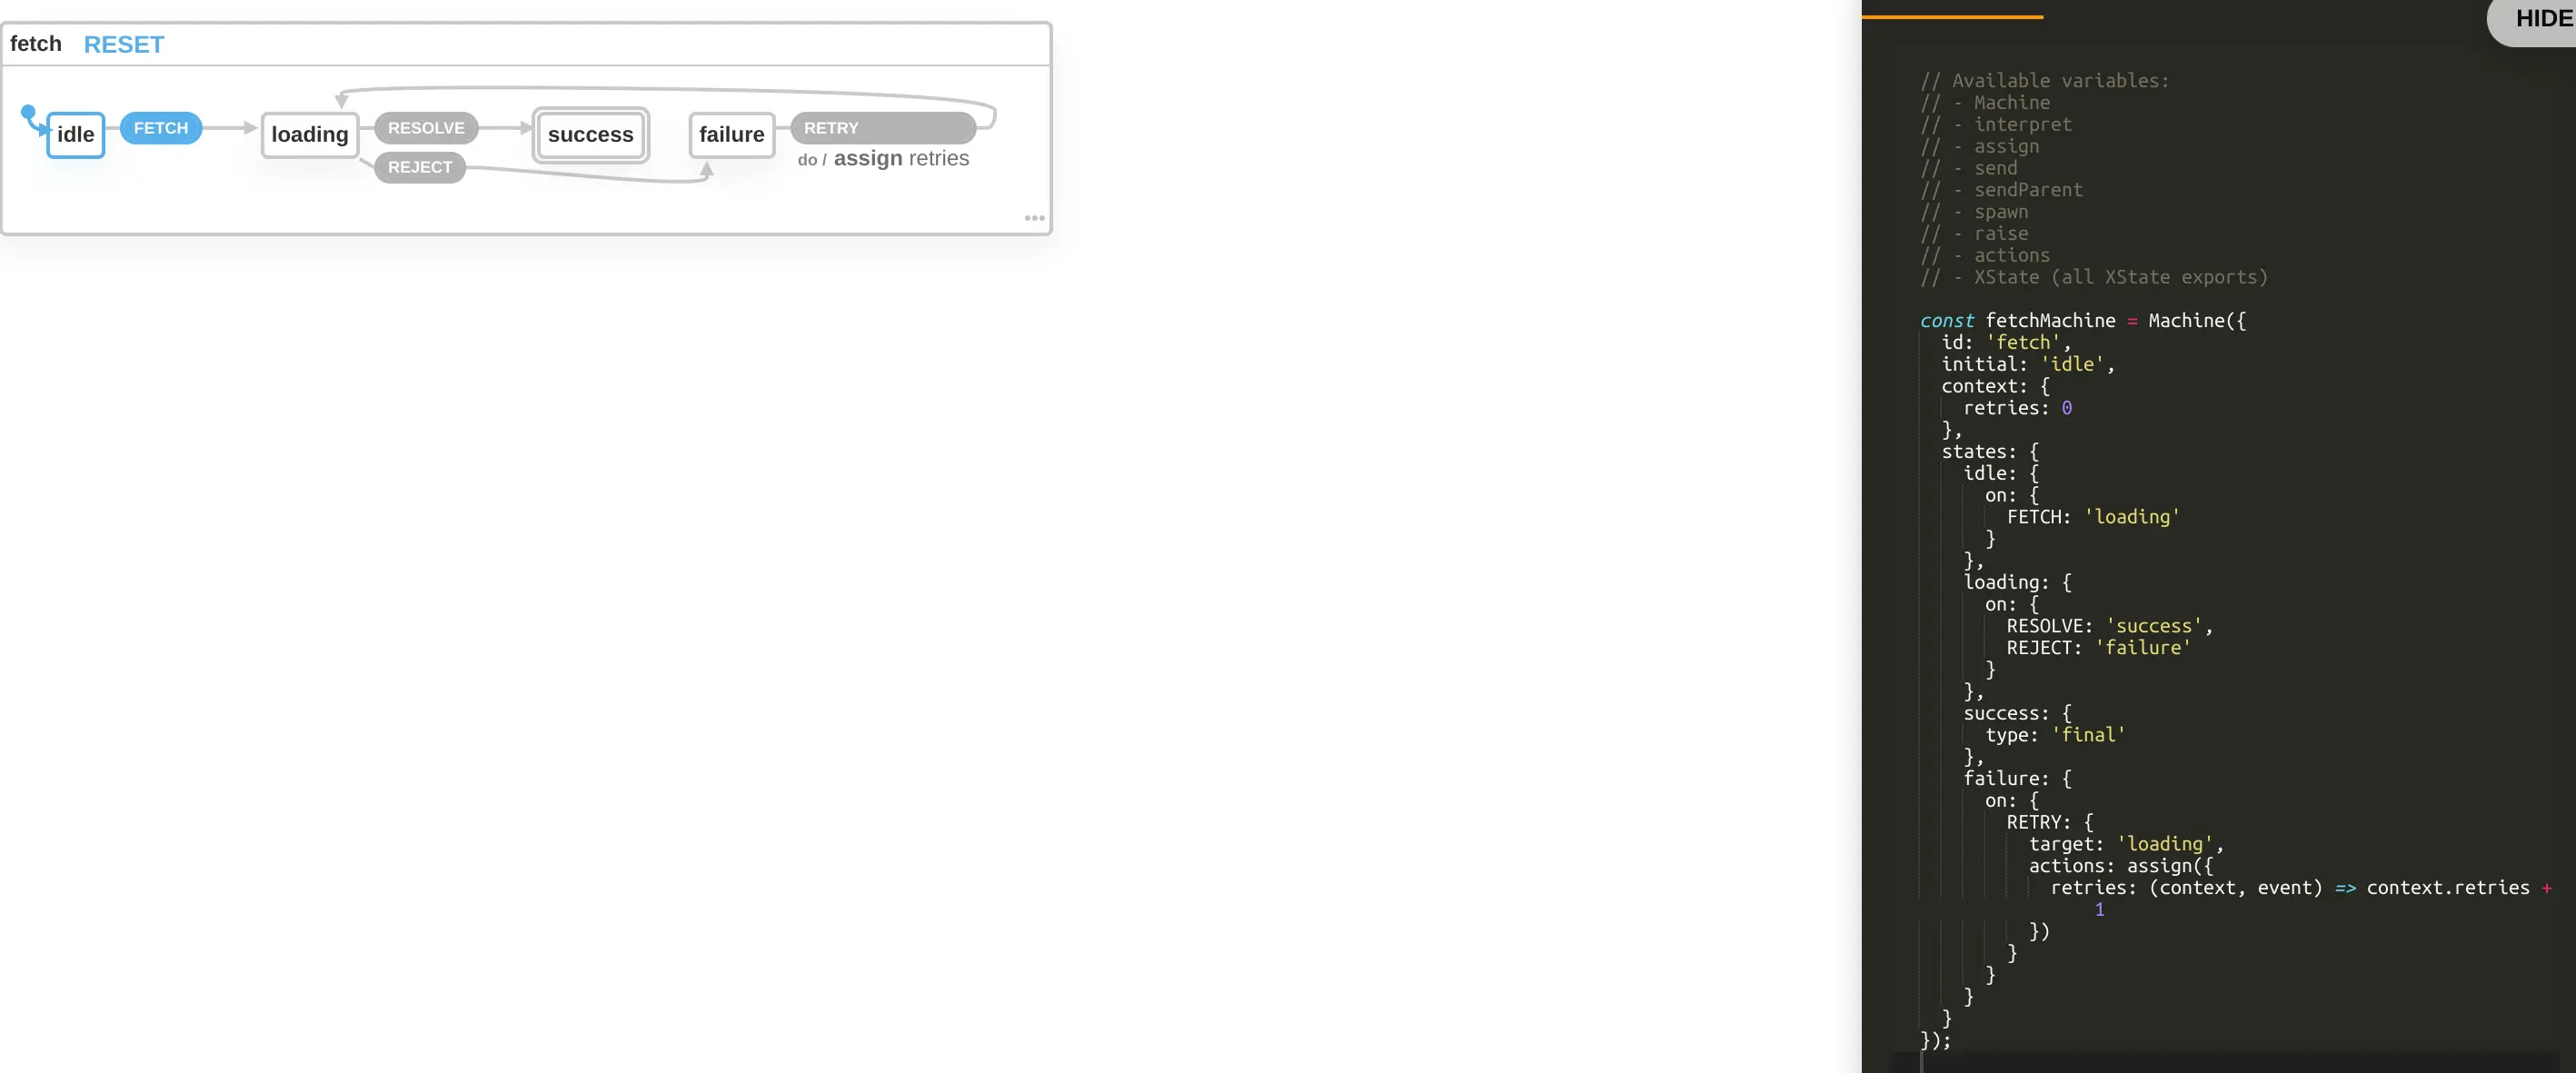 fetch RESET
idle FETCH loading RESOLVE success failure RETRY
REJECT
do / assign retries
HIDE
// Available variables:
// - Machine
// - interpret
// - assign
// - send
// - sendParent
// - spawn
// - raise
// - actions
// - XState (all XState exports)
const fetchMachine = Machine({
id: 'fetch',
initial: 'idle',
context: {
retries: 0
},
states: {
idle: {
on: {
FETCH: 'loading'
}
},
loading: {
on: {
RESOLVE: 'success',
REJECT: 'failure'
}
},
success: {
type: 'final'
},
failure: {
on: {
RETRY: {
target: 'loading',
actions: assign({
retries: (context, event) => context.retries +
1
})
}
}
}
}
});